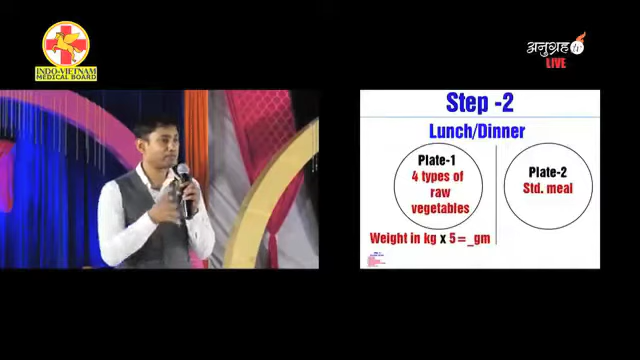 INDO-VIETNAM
MEDICAL BOARD
अनुग्रह
LIVE
Step -2
Lunch/Dinner
Plate-1
4 types of
raw
vegetables
Plate-2
Std. meal
Weight in kg x 5 = _gm